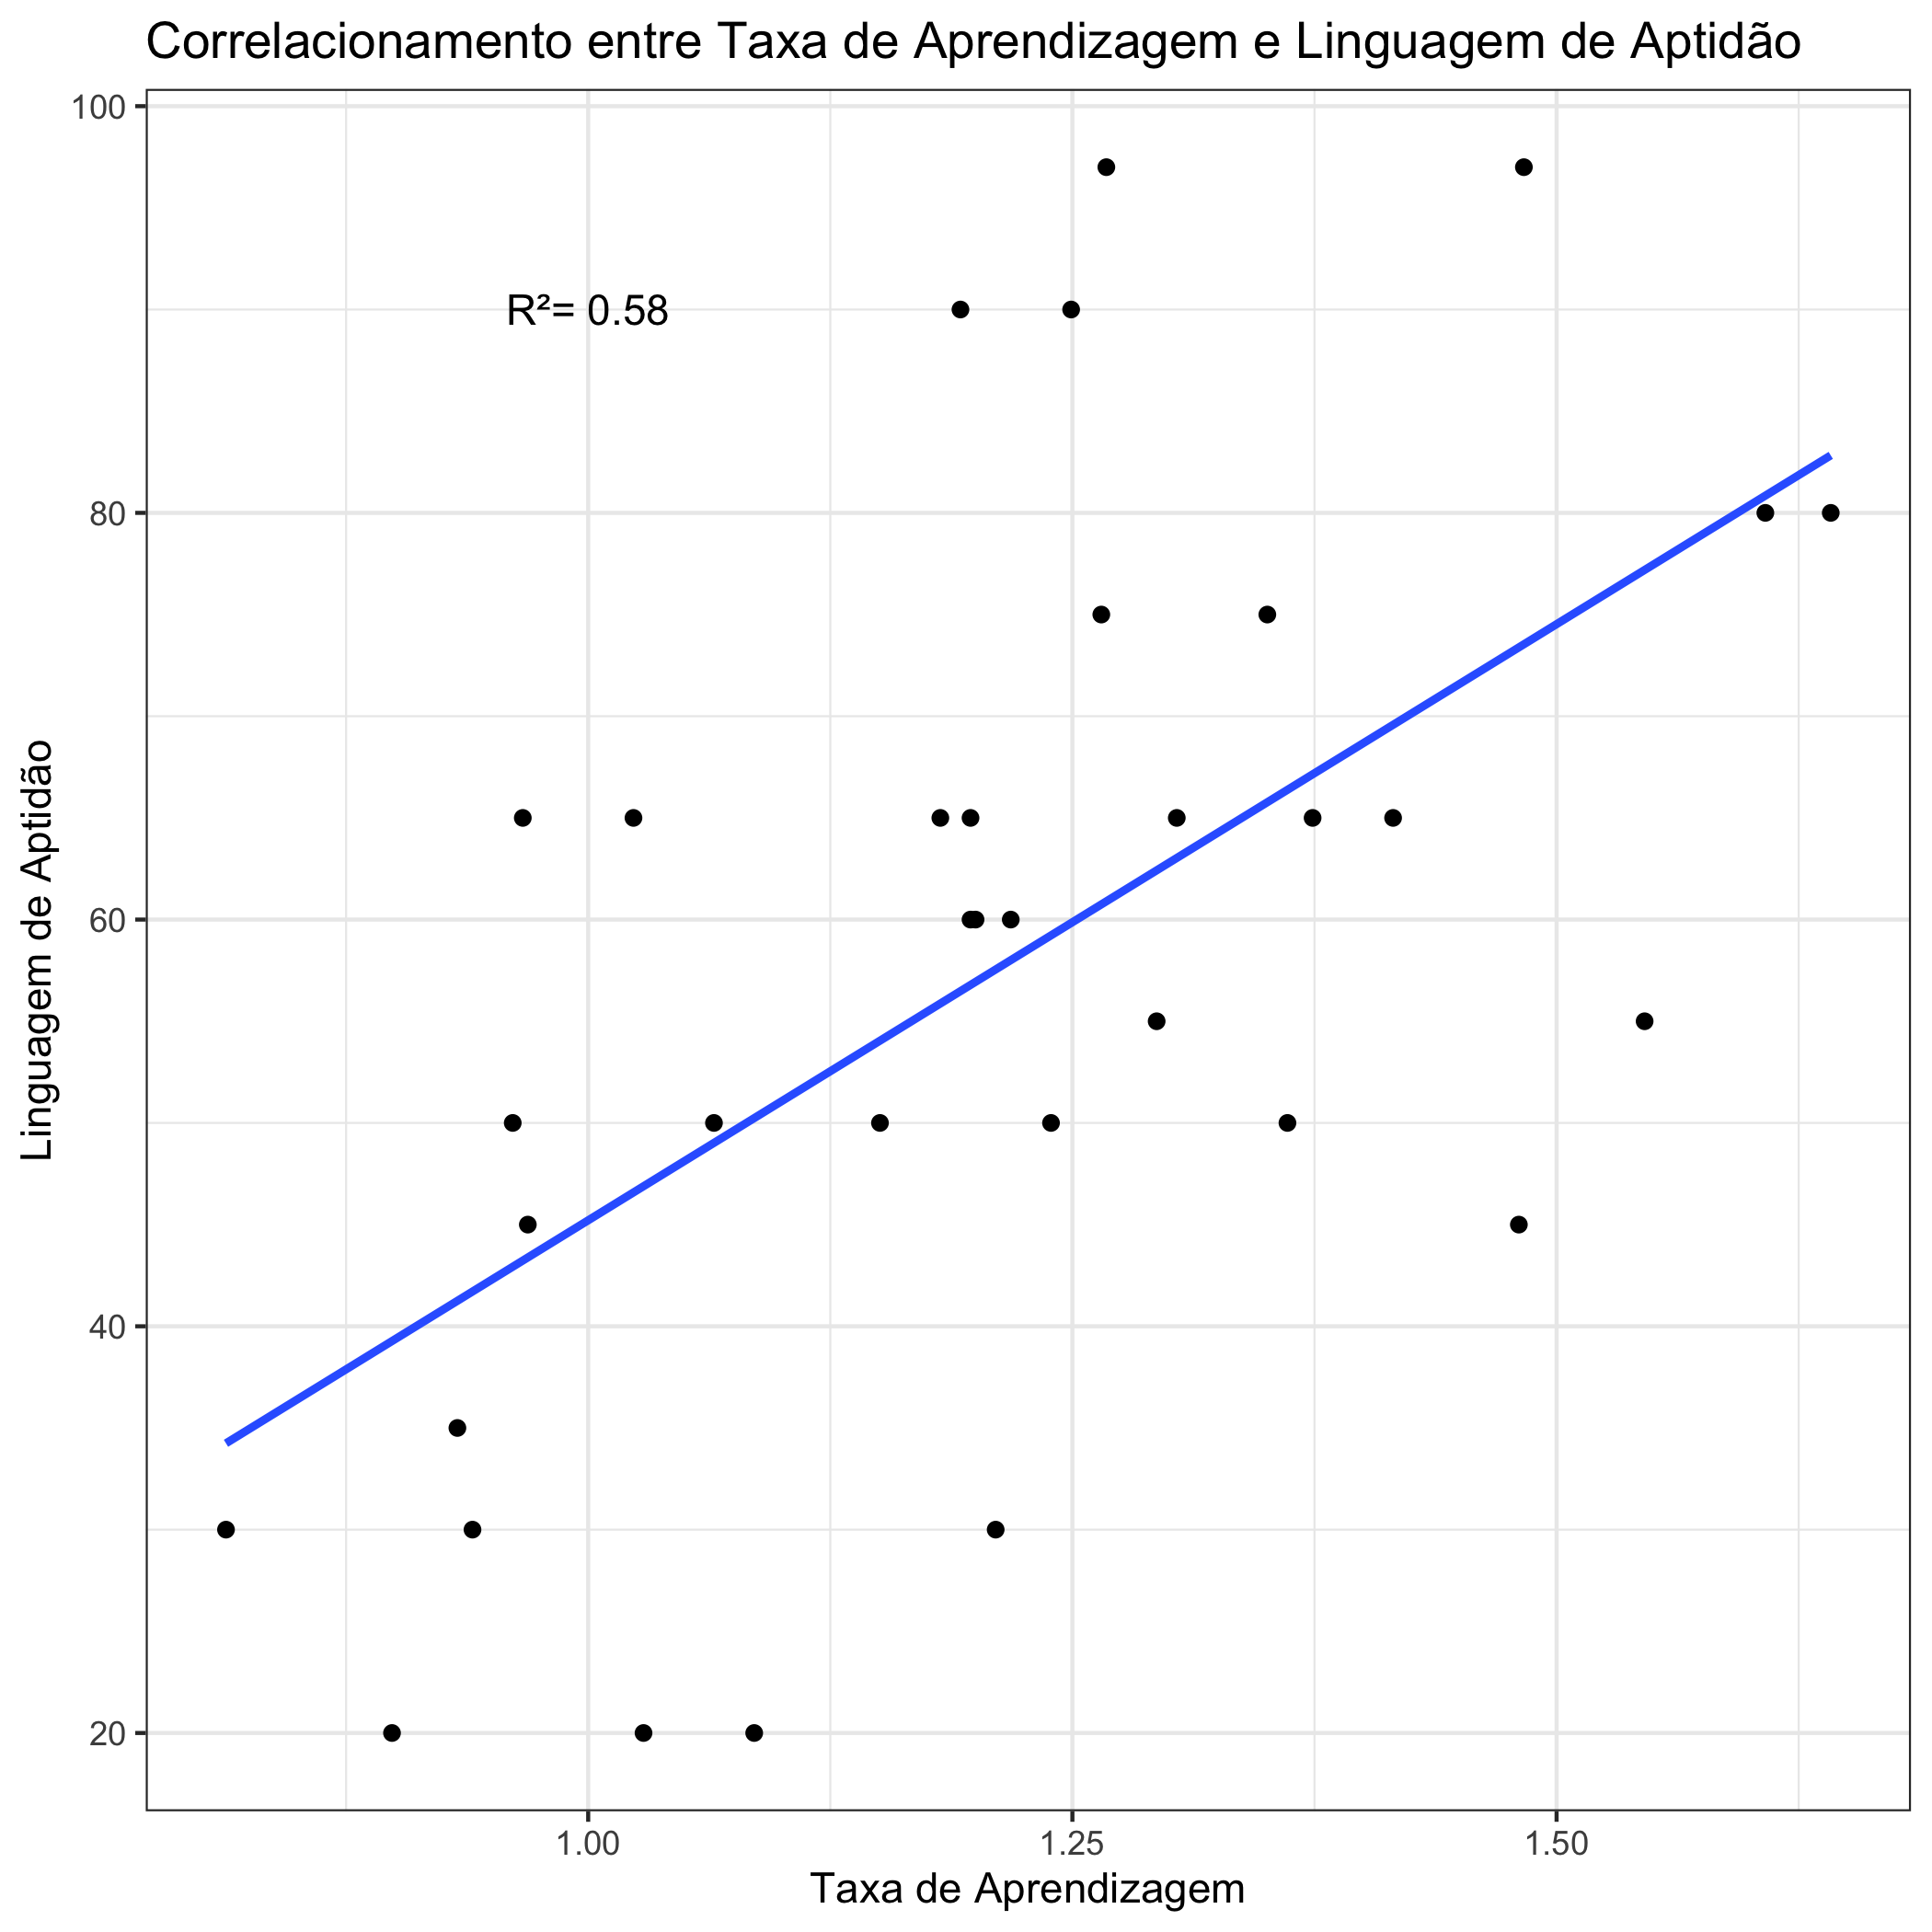 Correlacionamento entre Taxa de Aprendizagem e Linguagem de Aptidão
100
R²= 0.58
80
60
40
20
Linguagem de Aptidão
1.00 1.25 1.50
Taxa de Aprendizagem